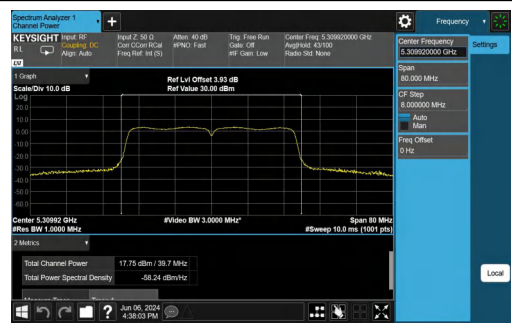 Spectrum Analyzer 1
Channel Power
Frequency
KEYSIGHT
RL
Input: RF
Coupling: DC
Align: Auto
Input Z: 50 Ω
Corr CCorr RCal
Freq Ref: Int (S)
Atten: 40 dB
#PNO: Fast
Trig: Free Run
Gate: Off
#IF Gain: Low
Center Freq: 5.309920000 GHz
Avg|Hold: 43/100
Radio Std: None
1 Graph
Scale/Div 10.0 dB
Ref Lvl Offset 3.93 dB
Ref Value 30.00 dBm
Log
20.0
10.0
0.00
-10.0
-20.0
-30.0
-40.0
-50.0
-60.0
Center 5.30992 GHz
#Res BW 1.0000 MHz
#Video BW 3.0000 MHz*
Span 80 MHz
#Sweep 10.0 ms (1001 pts)
2 Metrics
Total Channel Power 17.75 dBm / 39.7 MHz
Total Power Spectral Density -58.24 dBm/Hz
Jun 06, 2024
4:38:03 PM
Center Frequency
5.309920000 GHz
Span
80.000 MHz
CF Step
8.000000 MHz
Auto
Man
Freq Offset
0 Hz
Settings
Local